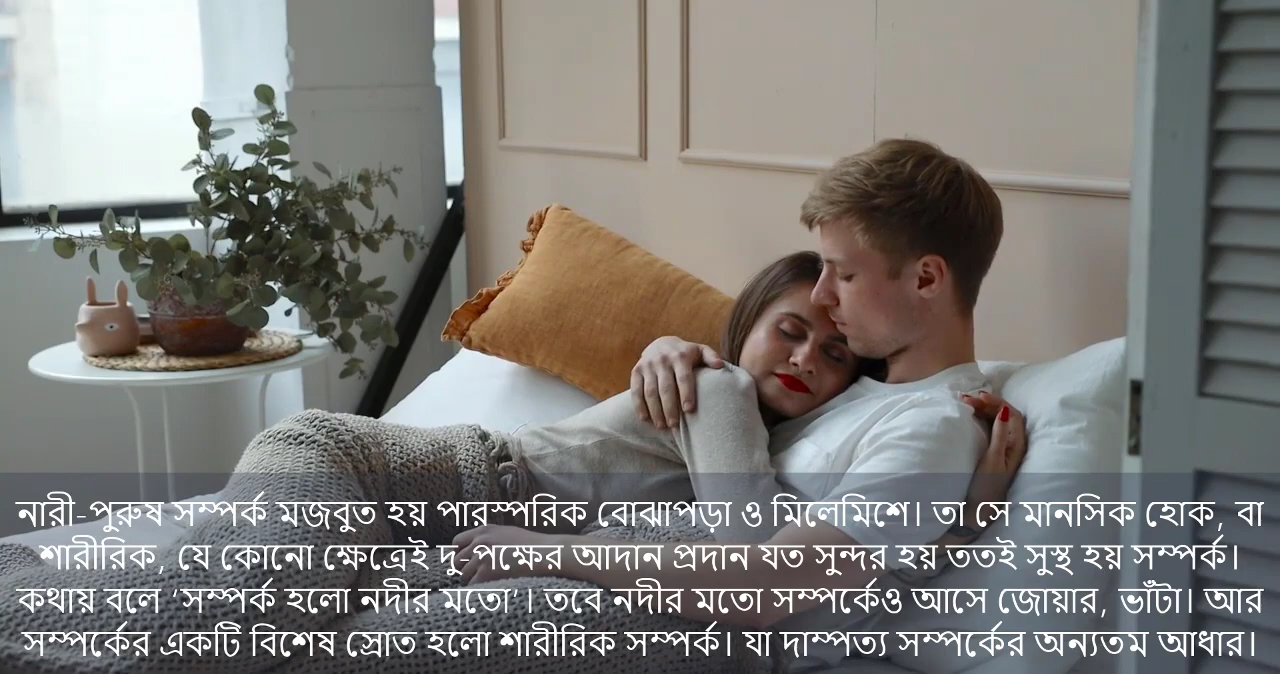 নারী-পুরুষ সম্পর্ক মজবুত হয় পারস্পরিক বোঝাপড়া ও মিলেমিশে। তা সে মানসিক হোক, বা
শারীরিক, যে কোনো ক্ষেত্রেই দু-পক্ষের আদান প্রদান যত সুন্দর হয় ততই সুস্থ হয় সম্পর্ক।
কথায় বলে ‘সম্পর্ক হলো নদীর মতো’। তবে নদীর মতো সম্পর্কেও আসে জোয়ার, ভাঁটা। আর
সম্পর্কের একটি বিশেষ স্রোত হলো শারীরিক সম্পর্ক। যা দাম্পত্য সম্পর্কের অন্যতম আধার।